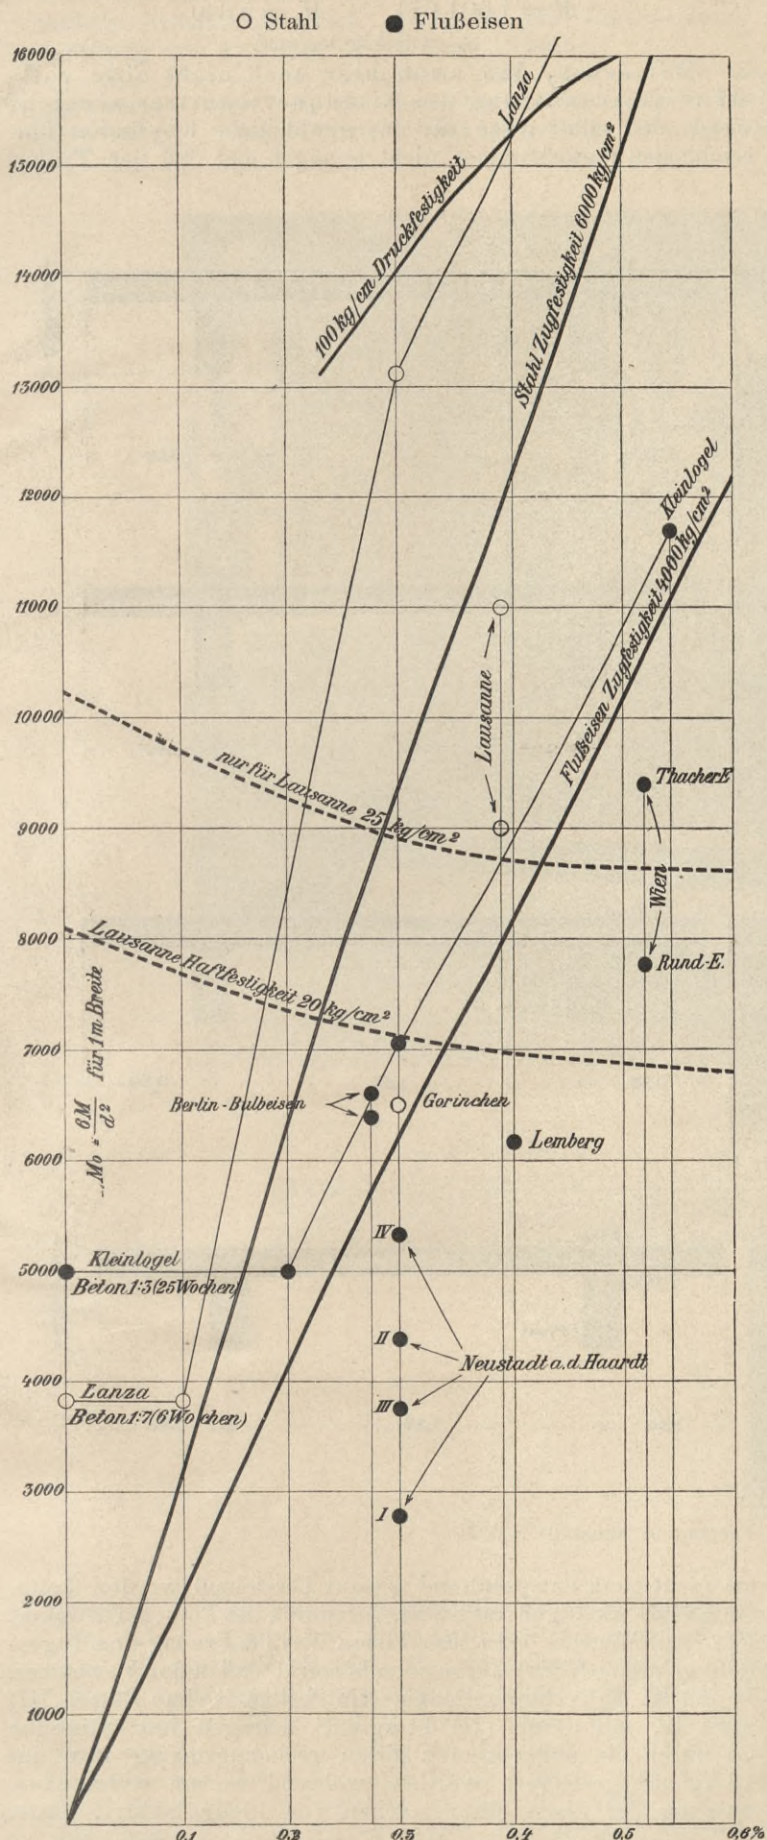 ○ Stahl ● Flußeisen
16000
Lanza
15000
100 kg/cm Druckfestigkeit
Stahl Zugfestigkeit 6000 kg/cm²
14000
13000
12000
Kleinlogel
Flußeisen Zugfestigkeit 4000 kg/cm²
11000
Lausanne
10000
nur für Lausanne 25 kg/cm²
Thacher E
9000
Wien
8000
Lausanne Haftfestigkeit 20 kg/cm²
Rund-E.
Mo = 6M/d² für 1m Breite
7000
Berlin-Bulbeisen
Gorinchen
Lemberg
6000
IV
Kleinlogel
5000
Beton 1:3 (25 Wochen)
II
Neustadt a.d. Haardt
4000
Lanza
III
Beton 1:7 (6 Wochen)
3000
I
2000
1000
0,1 0,2 0,3 0,4 0,5 0,6%